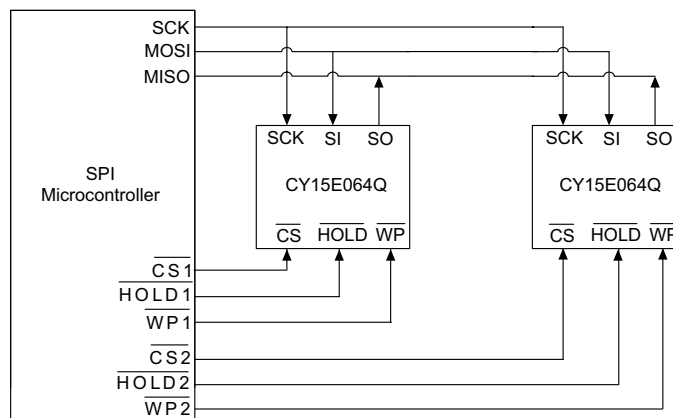 SCK
MOSI
MISO
SCK SI SO
CY15E064Q
CS HOLD WP
SCK SI SO
CY15E064Q
CS HOLD WP
SPI
Microcontroller
CS1
HOLD1
WP1
CS2
HOLD2
WP2